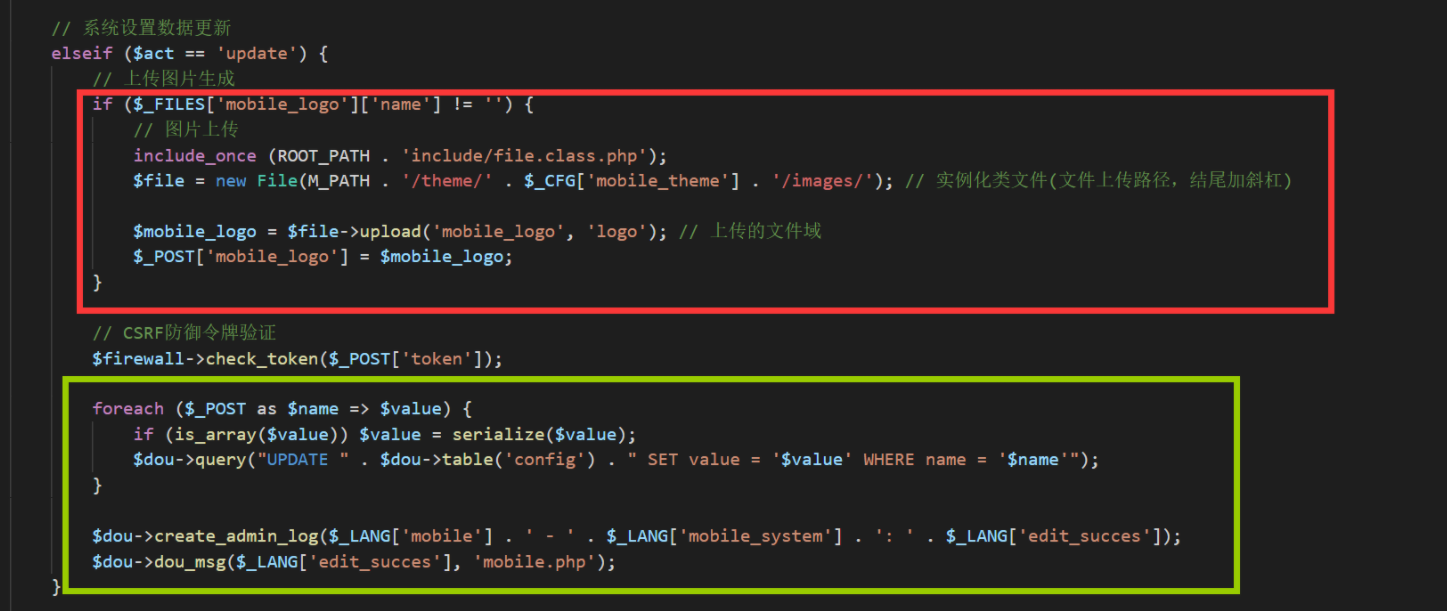 // 系统设置数据更新
elseif ($act == 'update') {
// 上传图片生成
if ($_FILES['mobile_logo']['name'] != '') {
// 图片上传
include_once (ROOT_PATH . 'include/file.class.php');
$file = new File(M_PATH . '/theme/' . $_CFG['mobile_theme'] . '/images/'); // 实例化类文件(文件上传路径，结尾加斜杠)
$mobile_logo = $file->upload('mobile_logo', 'logo'); // 上传的文件域
$_POST['mobile_logo'] = $mobile_logo;
}
// CSRF防御令牌验证
$firewall->check_token($_POST['token']);
foreach ($_POST as $name => $value) {
if (is_array($value)) $value = serialize($value);
$dou->query("UPDATE " . $dou->table('config') . " SET value = '$value' WHERE name = '$name'");
}
$dou->create_admin_log($_LANG['mobile'] . ' - ' . $_LANG['mobile_system'] . ': ' . $_LANG['edit_succes']);
$dou->dou_msg($_LANG['edit_succes'], 'mobile.php');
}